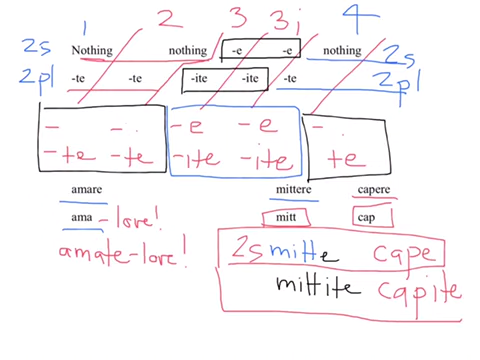 1 2 3 3i 4
2s Nothing nothing -e -e nothing 2s
2pl -te -te -ite -ite -te 2pl
- - -e -e -
-te -te -ite -ite te
amare mittere capere
ama -love! mitt cap
amate-love! 2s mitte cape
mittite capite